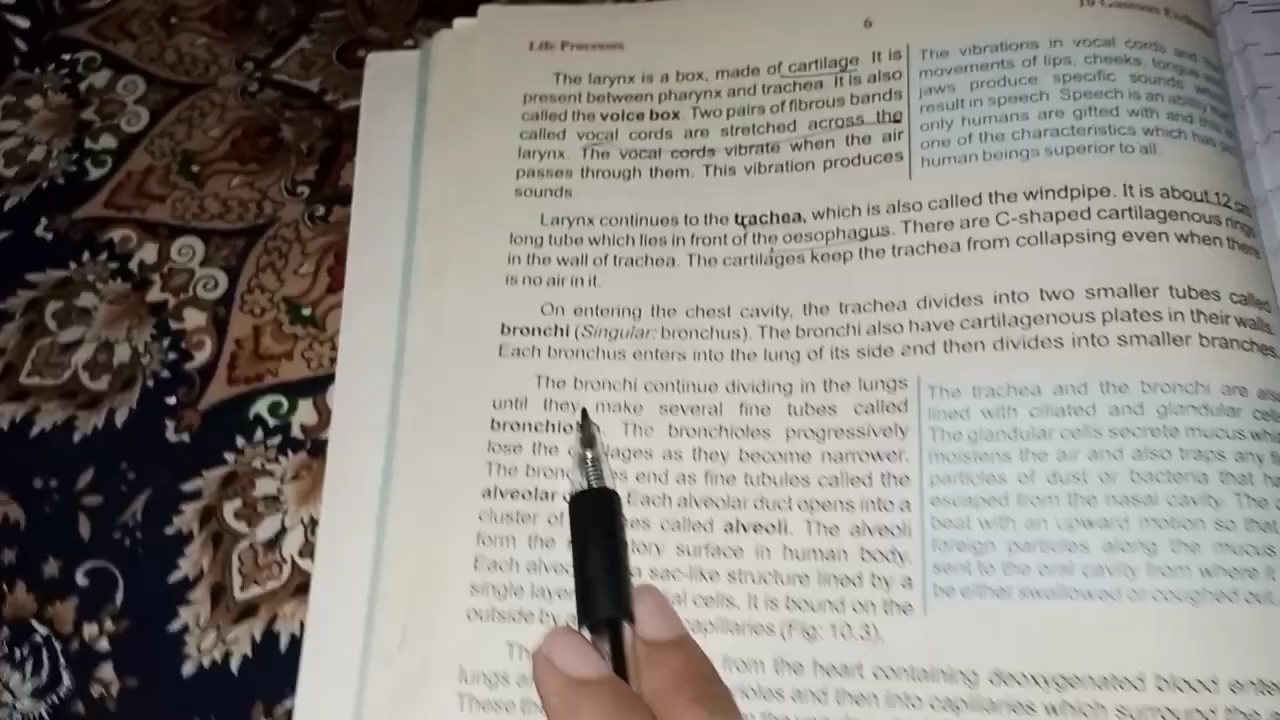 6
Life Processes
10 Gaseous
The larynx is a box, made of cartilage. It is
present between pharynx and trachea. It is also
called the voice box. Two pairs of fibrous bands
called vocal cords are stretched across the
larynx. The vocal cords vibrate when the air
passes through them. This vibration produces
sounds.
The vibrations in vocal cords and
movements of lips, cheeks, tongue
jaws produce specific sounds
result in speech. Speech is an ability
only humans are gifted with and
one of the characteristics which has
human beings superior to all.
Larynx continues to the trachea, which is also called the windpipe. It is about 12 cm
long tube which lies in front of the oesophagus. There are C-shaped cartilagenous rings
in the wall of trachea. The cartilages keep the trachea from collapsing even when there
is no air in it.
On entering the chest cavity, the trachea divides into two smaller tubes called
bronchi (Singular: bronchus). The bronchi also have cartilagenous plates in their walls.
Each bronchus enters into the lung of its side and then divides into smaller branches.
The bronchi continue dividing in the lungs
until they make several fine tubes called
The bronchioles progressively
lose the as they become narrower.
The end as fine tubules called the
alveolar Each alveolar duct opens into a
cluster of called alveoli. The alveoli
form the surface in human body.
Each sac-like structure lined by a
single layer cells. It is bound on the
outside by capillaries (Fig: 10.3).
The trachea and the bronchi are also
lined with ciliated and glandular
The glandular cells secrete mucus
moistens the air and also traps any
particles of dust or bacteria that
escaped from the nasal cavity. The
beat with an upward motion so that
foreign particles along the mucus
sent to the oral cavity from where it
be either swallowed or coughed out.
from the heart containing deoxygenated blood
lungs and then into capillaries which surround the
These